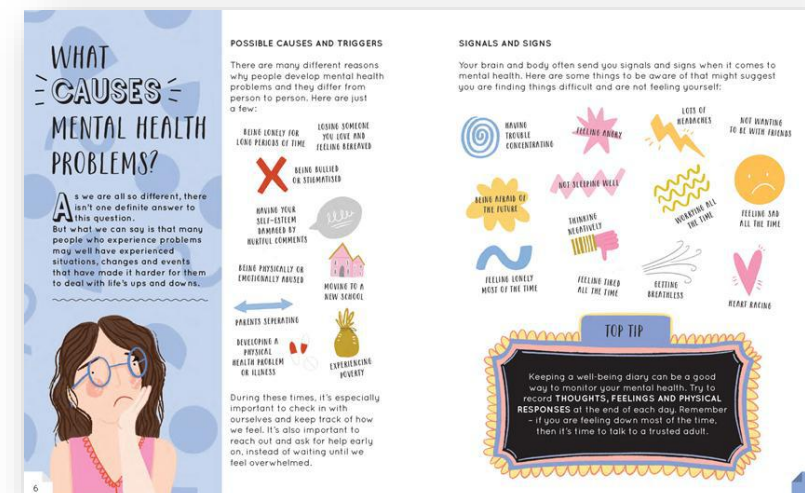 WHAT
CAUSES
MENTAL HEALTH
PROBLEMS?
As we are all so different, there
isn't one definite answer to
this question.
But what we can say is that many
people who experience problems
may well have experienced
situations, changes and events
that have made it harder for them
to deal with life's ups and downs.
6
POSSIBLE CAUSES AND TRIGGERS
There are many different reasons
why people develop mental health
problems and they differ from
person to person. Here are just
a few:
BEING LONELY FOR
LONG PERIODS OF TIME
LOSING SOMEONE
YOU LOVE AND
FEELING BEREAVED
BEING BULLIED
OR STIGMATISED
HAVING YOUR
SELF-ESTEEM
DAMAGED BY
HURTFUL COMMENTS
BEING PHYSICALLY OR
EMOTIONALLY ABUSED
MOVING TO A
NEW SCHOOL
PARENTS SEPERATING
DEVELOPING A
PHYSICAL
HEALTH PROBLEM
OR ILLNESS
EXPERIENCING
POVERTY
During these times, it's especially
important to check in with
ourselves and keep track of how
we feel. It's also important to
reach out and ask for help early
on, instead of waiting until we
feel overwhelmed.
SIGNALS AND SIGNS
Your brain and body often send you signals and signs when it comes to
mental health. Here are some things to be aware of that might suggest
you are finding things difficult and are not feeling yourself:
HAVING
TROUBLE
CONCENTRATING
FEELING ANGRY
LOTS OF
HEADACHES
NOT WANTING
TO BE WITH FRIENDS
BEING AFRAID OF
THE FUTURE
NOT SLEEPING WELL
THINKING
NEGATIVELY
WORRYING ALL
THE TIME
FEELING SAD
ALL THE TIME
FEELING LONELY
MOST OF THE TIME
FEELING TIRED
ALL THE TIME
GETTING
BREATHLESS
HEART RACING
TOP TIP
Keeping a well-being diary can be a good
way to monitor your mental health. Try to
record THOUGHTS, FEELINGS AND PHYSICAL
RESPONSES at the end of each day. Remember
– if you are feeling down most of the time,
then it's time to talk to a trusted adult.